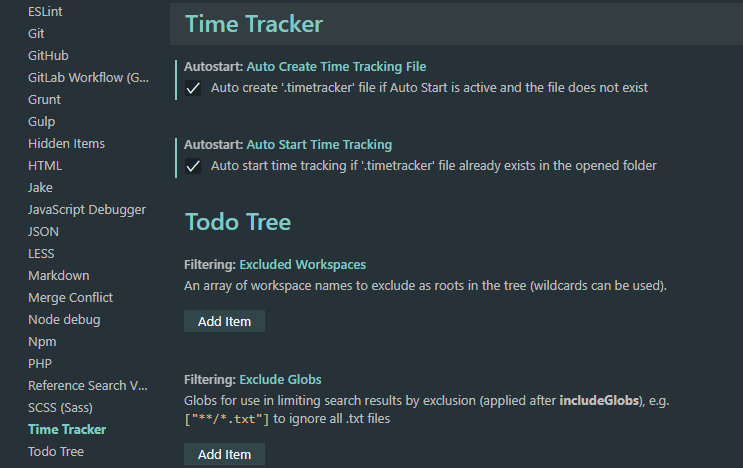 ESLint
Git
GitHub
GitLab Workflow (G...
Grunt
Gulp
Hidden Items
HTML
Jake
JavaScript Debugger
JSON
LESS
Markdown
Merge Conflict
Node debug
Npm
PHP
Reference Search V...
SCSS (Sass)
Time Tracker
Todo Tree
Time Tracker
Autostart: Auto Create Time Tracking File
Auto create '.timetracker' file if Auto Start is active and the file does not exist
Autostart: Auto Start Time Tracking
Auto start time tracking if '.timetracker' file already exists in the opened folder
Todo Tree
Filtering: Excluded Workspaces
An array of workspace names to exclude as roots in the tree (wildcards can be used).
Add Item
Filtering: Exclude Globs
Globs for use in limiting search results by exclusion (applied after includeGlobs), e.g.
["**/*.txt"] to ignore all .txt files
Add Item